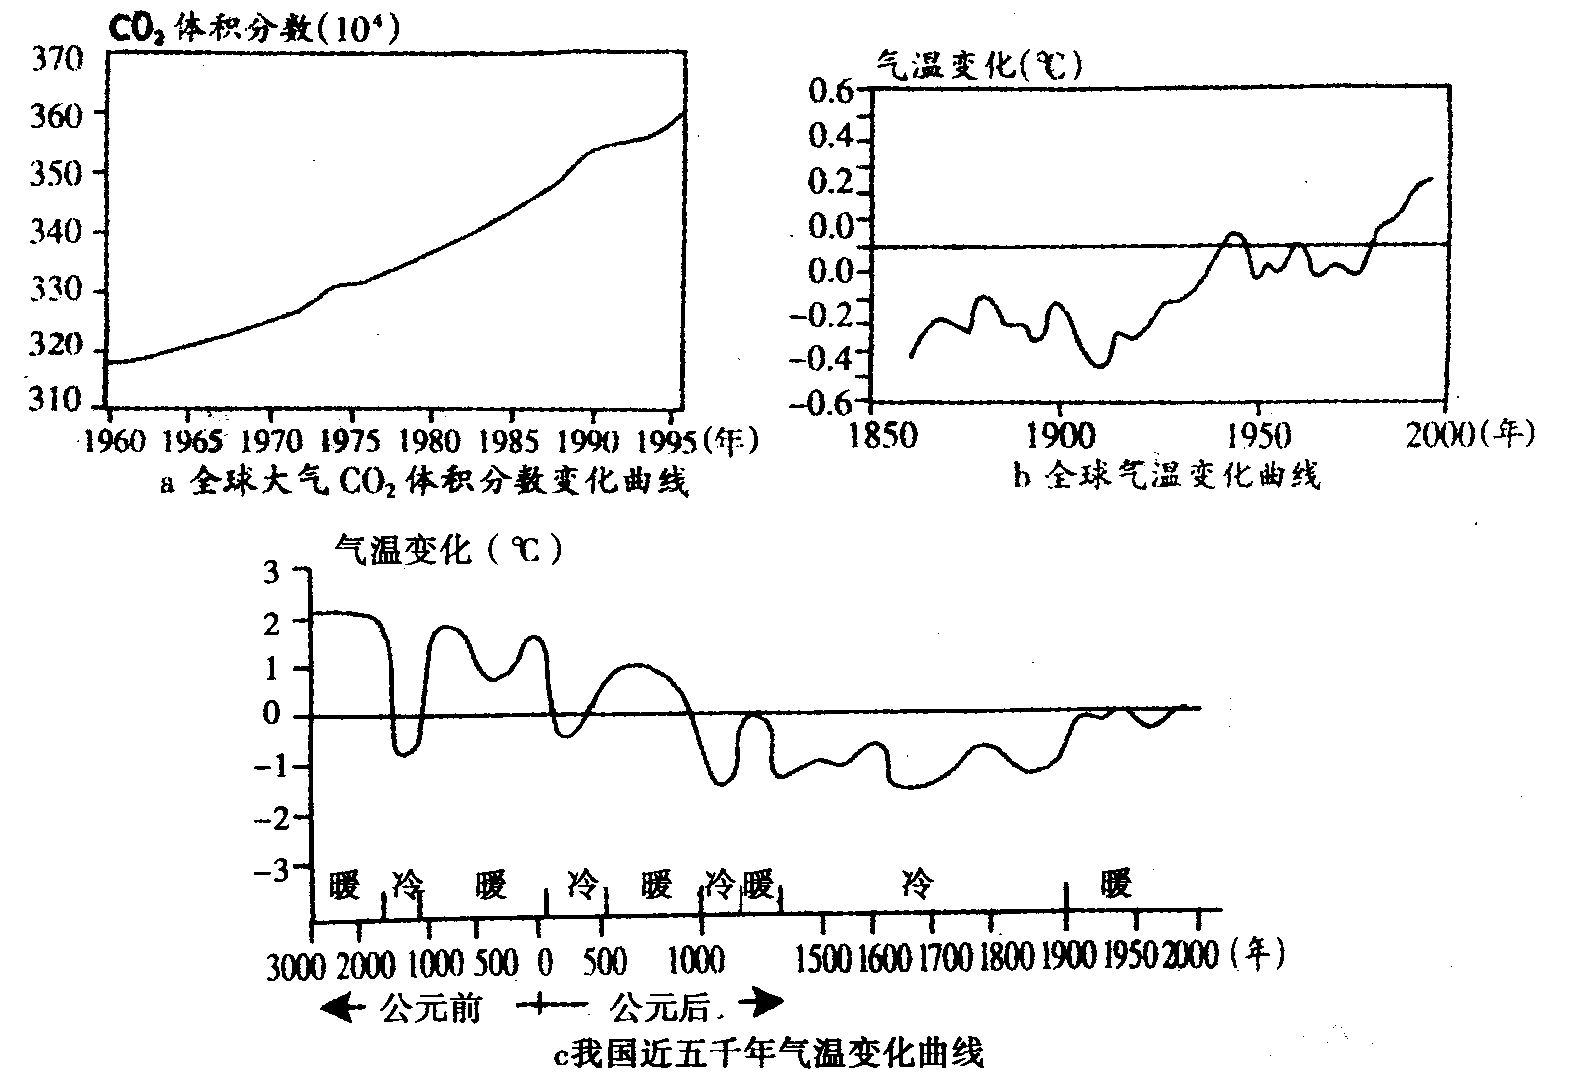 CO₂体积分数(10⁴)
370
360
350
340
330
320
310
1960 1965 1970 1975 1980 1985 1990 1995(年)
a 全球大气CO₂体积分数变化曲线
气温变化(℃)
0.6
0.4
0.2
0.0
0.0
-0.2
-0.4
-0.6
1850 1900 1950 2000(年)
b 全球气温变化曲线
气温变化(℃)
3
2
1
0
-1
-2
-3
暖 冷 暖 冷 暖 冷 暖 冷 暖
3000 2000 1000 500 0 500 1000 1500 1600 1700 1800 1900 1950 2000 (年)
公元前 公元后
c我国近五千年气温变化曲线